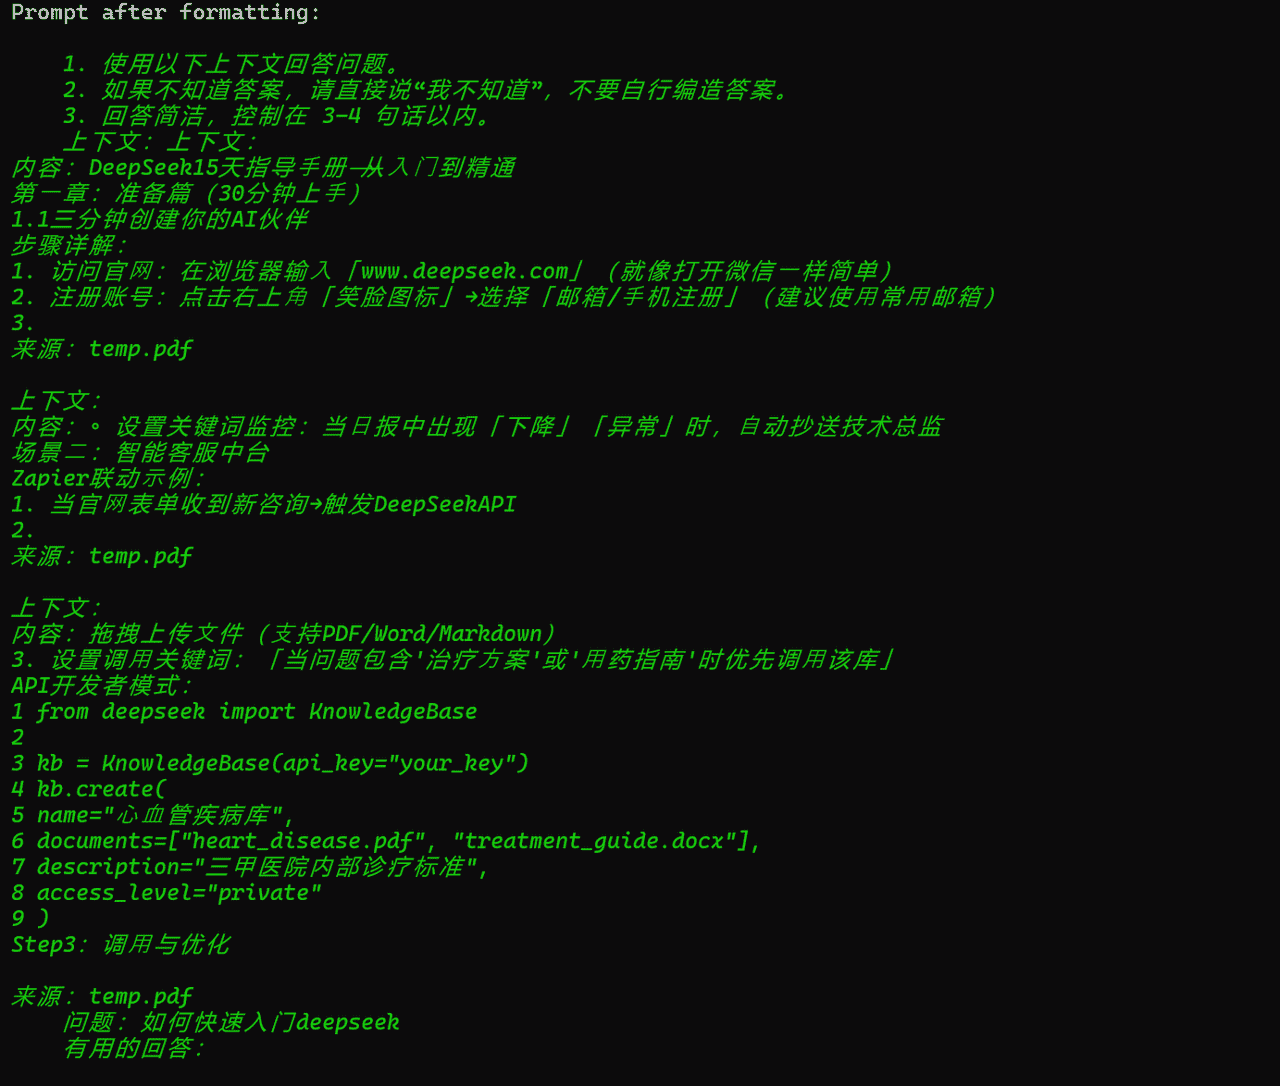 Prompt after formatting:
1. 使用以下上下文回答问题。
2. 如果不知道答案，请直接说“我不知道”，不要自行编造答案。
3. 回答简洁，控制在 3-4 句话以内。
上下文：上下文：
内容：DeepSeek15天指导手册—从入门到精通
第一章：准备篇（30分钟上手）
1.1三分钟创建你的AI伙伴
步骤详解：
1. 访问官网：在浏览器输入「www.deepseek.com」（就像打开微信一样简单）
2. 注册账号：点击右上角「笑脸图标」→选择「邮箱/手机注册」（建议使用常用邮箱）
3.
来源：temp.pdf
上下文：
内容：◦ 设置关键词监控：当日报中出现「下降」「异常」时，自动抄送技术总监
场景二：智能客服中台
Zapier联动示例：
1. 当官网表单收到新咨询→触发DeepSeekAPI
2.
来源：temp.pdf
上下文：
内容：拖拽上传文件（支持PDF/Word/Markdown）
3. 设置调用关键词：「当问题包含'治疗方案'或'用药指南'时优先调用该库」
API开发者模式：
1 from deepseek import KnowledgeBase
2
3 kb = KnowledgeBase(api_key="your_key")
4 kb.create(
5 name="心血管疾病库",
6 documents=["heart_disease.pdf", "treatment_guide.docx"],
7 description="三甲医院内部诊疗标准",
8 access_level="private"
9 )
Step3：调用与优化
来源：temp.pdf
问题：如何快速入门deepseek
有用的回答：